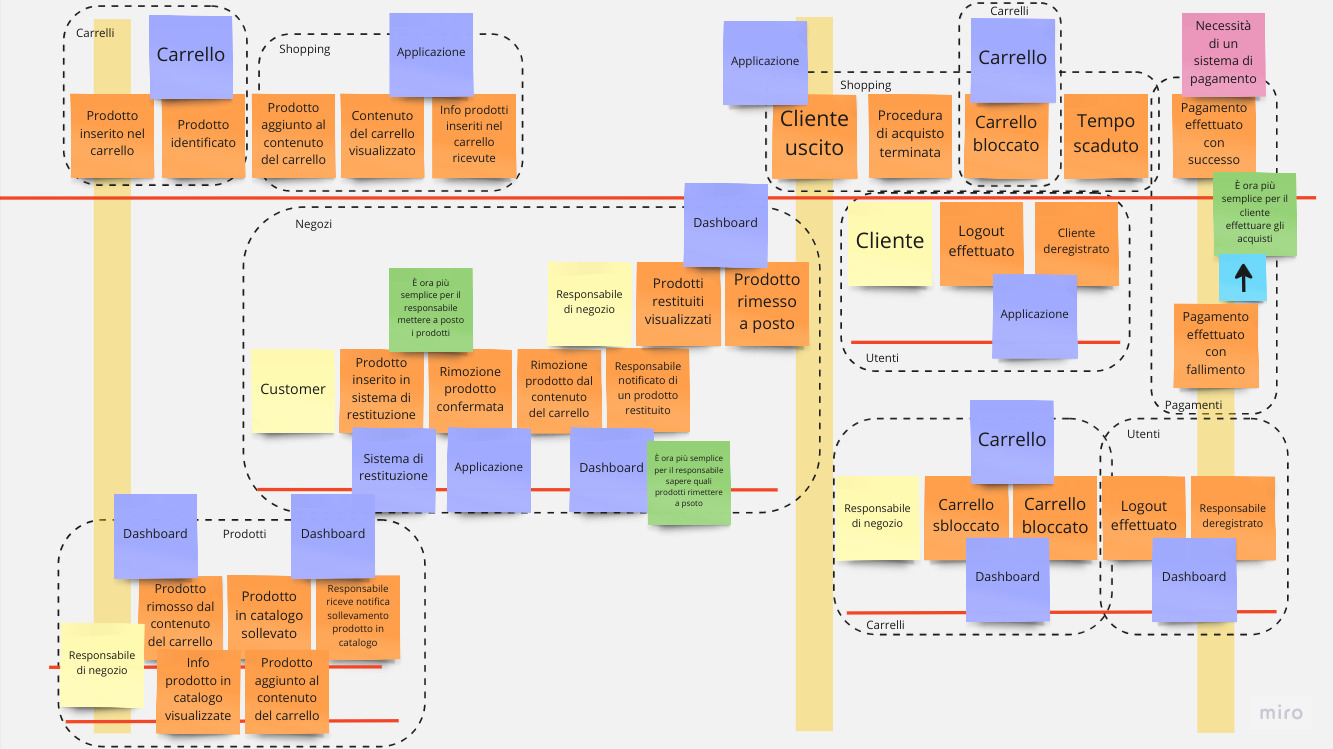 Carrelli
Carrello
Prodotto
inserito nel
carrello
Prodotto
identificato
Shopping
Applicazione
Prodotto
aggiunto al
contenuto
del carrello
Contenuto
del carrello
visualizzato
Info prodotti
inseriti nel
carrello
ricevute
Applicazione
Shopping
Cliente
uscito
Procedura
di acquisto
terminata
Carrelli
Carrello
Carrello
bloccato
Tempo
scaduto
Necessità
di un
sistema di
pagamento
Pagamento
effettuato
con
successo
È ora più
semplice per il
cliente
effettuare gli
acquisti
Pagamento
effettuato
con
fallimento
Pagamenti
Negozi
Dashboard
È ora più
semplice per il
responsabile
mettere a posto
i prodotti
Responsabile
di negozio
Prodotti
restituiti
visualizzati
Prodotto
rimesso
a posto
Customer
Prodotto
inserito in
sistema di
restituzione
Rimozione
prodotto
confermata
Rimozione
prodotto dal
contenuto
del carrello
Responsabile
notificato di
un prodotto
restituito
Sistema di
restituzione
Applicazione
Dashboard
È ora più semplice
per il responsabile
sapere quali
prodotti rimettere
a psoto
Cliente
Logout
effettuato
Cliente
deregistrato
Applicazione
Utenti
Dashboard
Prodotti
Dashboard
Prodotto
rimosso dal
contenuto
del carrello
Prodotto
in catalogo
sollevato
Responsabile
riceve notifica
sollevamento
prodotto in
catalogo
Responsabile
di negozio
Info
prodotto in
catalogo
visualizzate
Prodotto
aggiunto al
contenuto
del carrello
Carrello
Responsabile
di negozio
Carrello
sbloccato
Carrello
bloccato
Dashboard
Carrelli
Utenti
Logout
effettuato
Responsabile
deregistrato
Dashboard
miro